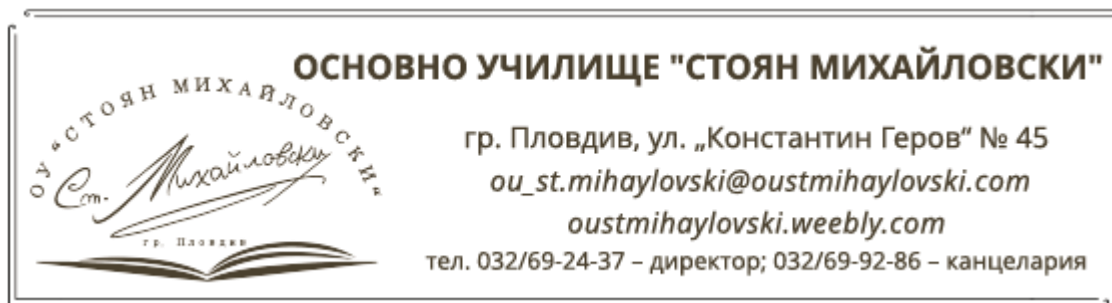 ОСНОВНО УЧИЛИЩЕ "СТОЯН МИХАЙЛОВСКИ"
ОУ "СТОЯН МИХАЙЛОВСКИ"
Ст. Михайловски
гр. Пловдив
гр. Пловдив, ул. „Константин Геров“ № 45
ou_st.mihaylovski@oustmihaylovski.com
oustmihaylovski.weebly.com
тел. 032/69-24-37 – директор; 032/69-92-86 – канцелария